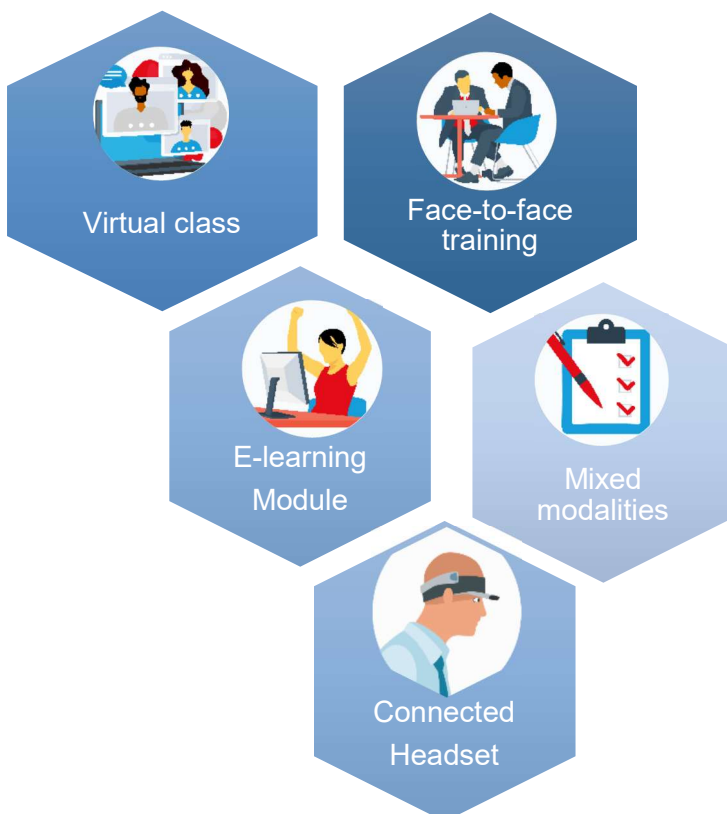 Virtual class
Face-to-face
training
E-learning
Module
Mixed
modalities
Connected
Headset